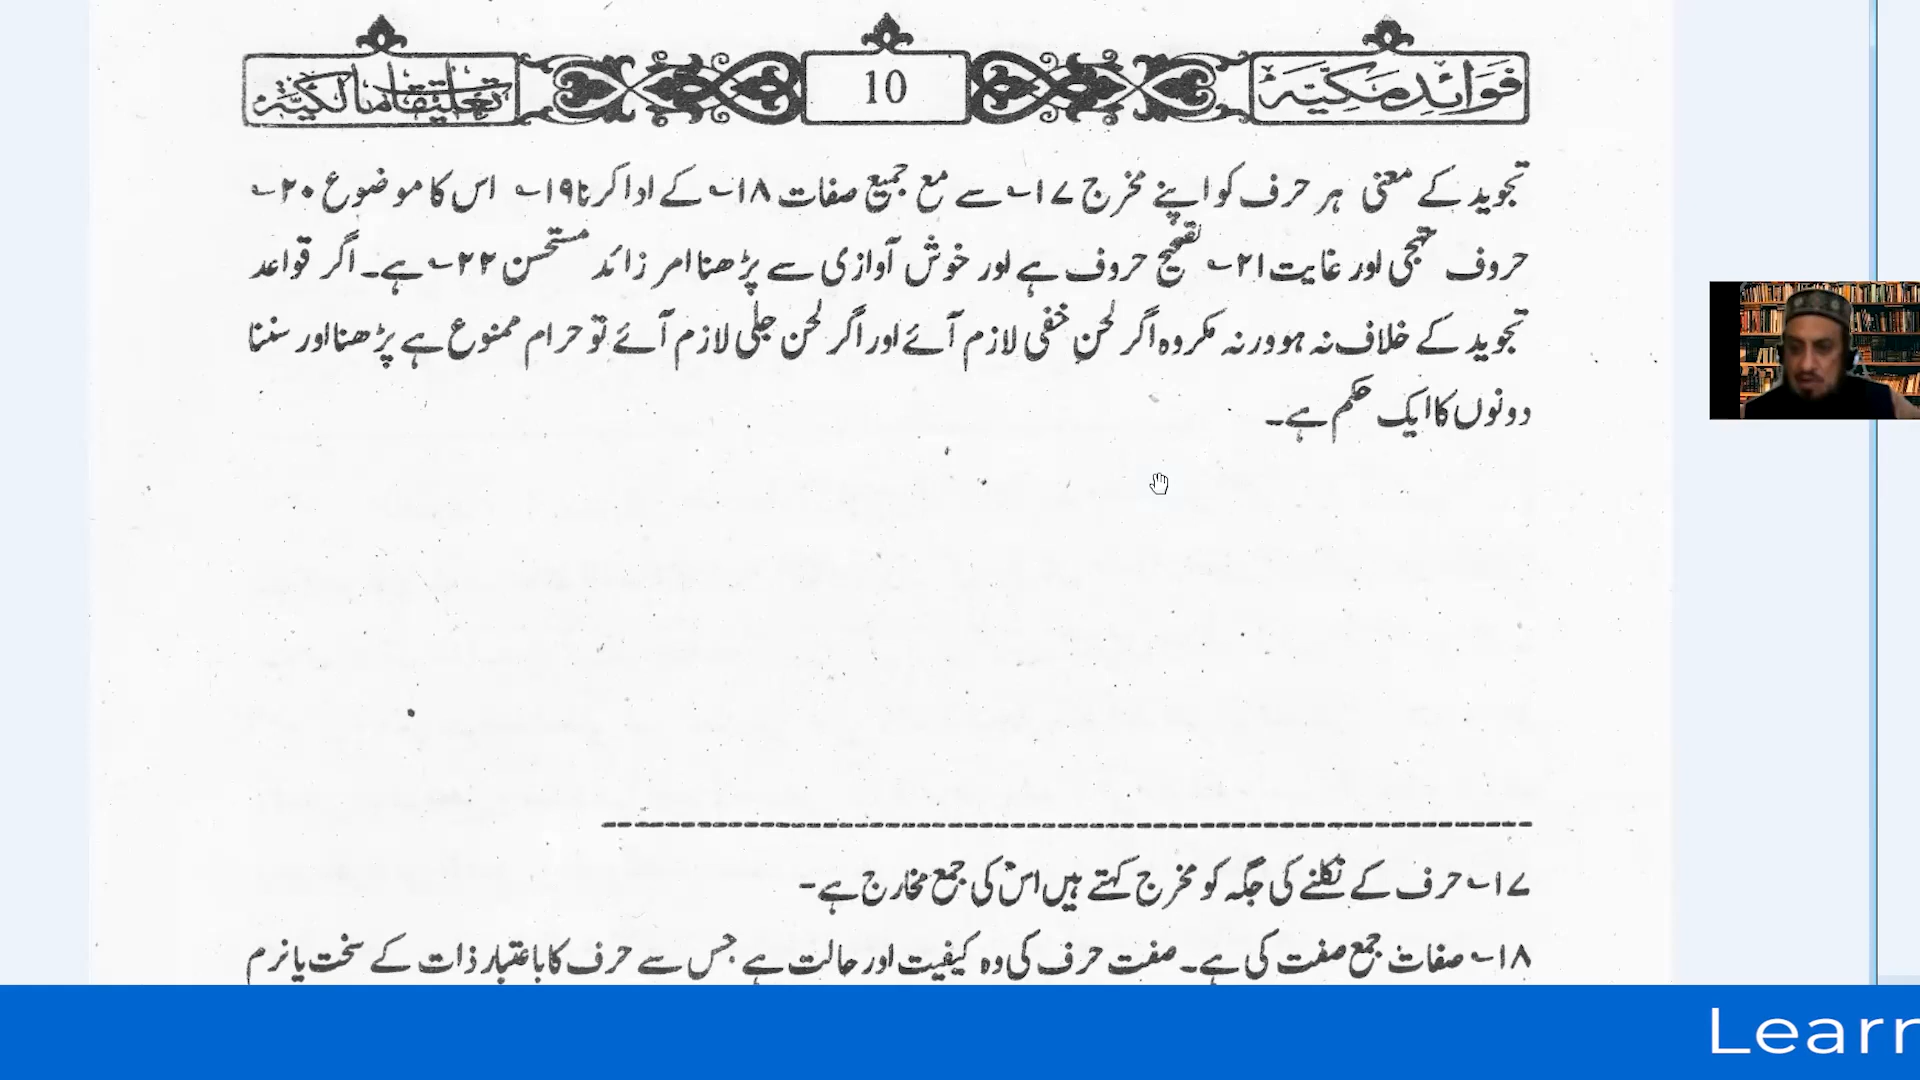 فَوَائِد مَكِّيَّة
10
تعلیقات مالکیہ
تجوید کے معنی ہر حرف کو اپنے مخرج ۱۷؎ سے مع جمیع صفات ۱۸؎ کے ادا کرنا ۱۹؎ اس کا موضوع ۲۰؎
حروف تہجی اور غایت ۲۱؎ تصحیح حروف ہے اور خوش آوازی سے پڑھنا امر زائد مستحسن ۲۲؎ ہے۔ اگر قواعد
تجوید کے خلاف نہ ہو ورنہ مکروہ اگر لحنِ خفی لازم آئے اور اگر لحن جلی لازم آئے تو حرام ممنوع ہے پڑھنا اور سننا
دونوں کا ایک حکم ہے۔
۱۷؎ حرف کے نکلنے کی جگہ کو مخرج کہتے ہیں اس کی جمع مخارج ہے۔
۱۸؎ صفات جمع صفت کی ہے۔ صفت حرف کی وہ کیفیت اور حالت ہے جس سے حرف کا باعتبار ذات کے سخت یا نرم
Learn